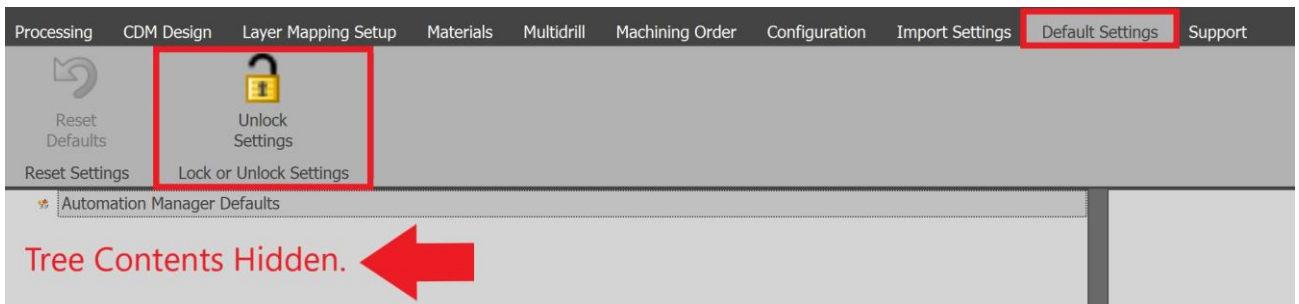 Processing CDM Design Layer Mapping Setup Materials Multidrill Machining Order Configuration Import Settings Default Settings Support
Reset
Defaults
Unlock
Settings
Reset Settings Lock or Unlock Settings
Automation Manager Defaults
Tree Contents Hidden.